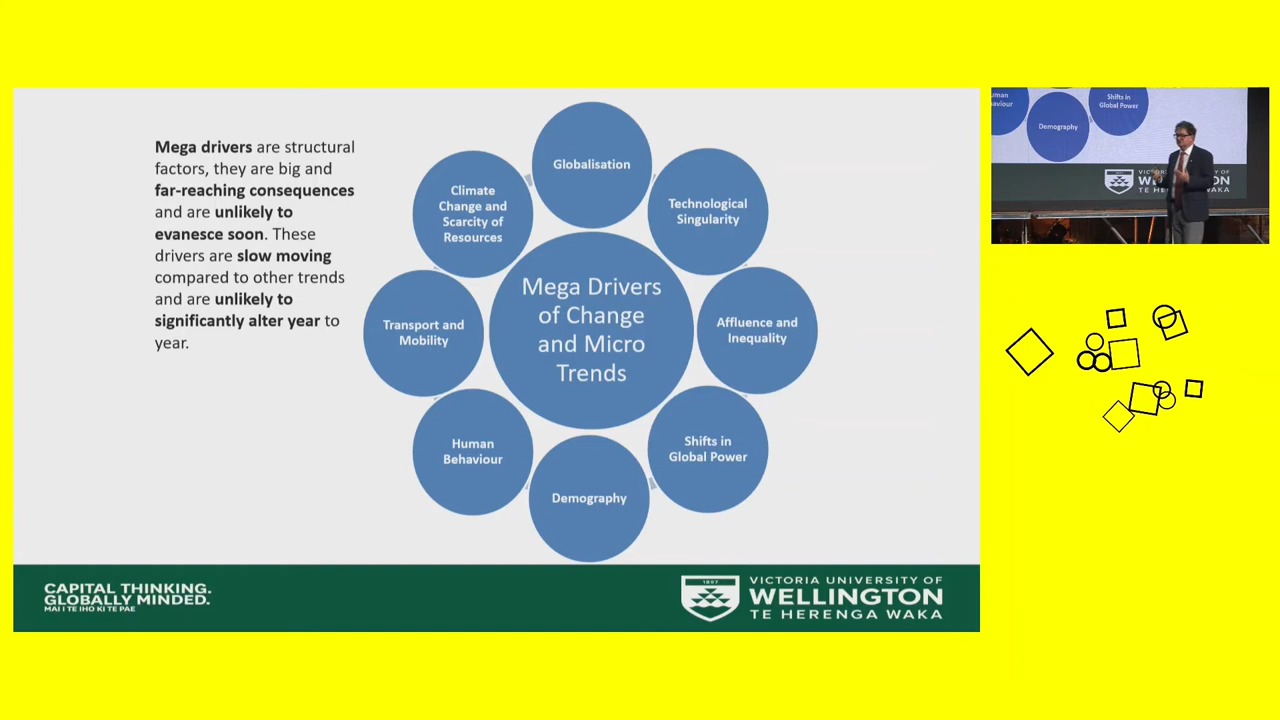 Mega drivers are structural
factors, they are big and
far-reaching consequences
and are unlikely to
evanesce soon. These
drivers are slow moving
compared to other trends
and are unlikely to
significantly alter year to
year.
Globalisation
Technological
Singularity
Affluence and
Inequality
Shifts in
Global Power
Demography
Human
Behaviour
Transport and
Mobility
Climate
Change and
Scarcity of
Resources
Mega Drivers
of Change
and Micro
Trends
CAPITAL THINKING.
GLOBALLY MINDED.
MAI I TE IHO KI TE PAE
1897
VICTORIA UNIVERSITY OF
WELLINGTON
TE HERENGA WAKA
Shifts in
Global Power
Demography